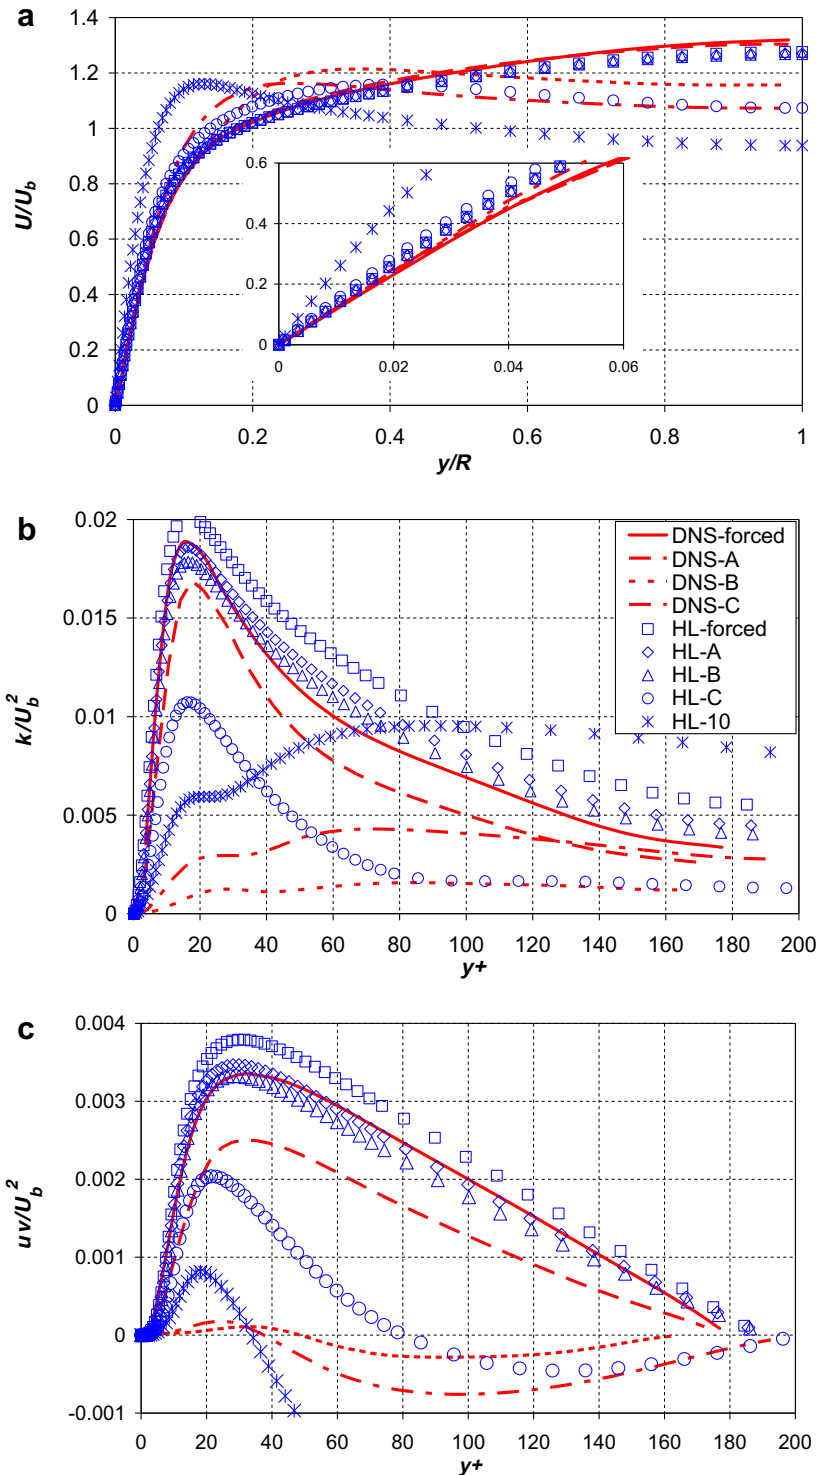 a
U/U_b
1.4
1.2
1
0.8
0.6
0.4
0.2
0
0.6
0.4
0.2
0
0 0.02 0.04 0.06
0 0.2 0.4 0.6 0.8 1
y/R
b
k/U_b^2
0.02
0.015
0.01
0.005
0
DNS-forced
DNS-A
DNS-B
DNS-C
HL-forced
HL-A
HL-B
HL-C
HL-10
0 20 40 60 80 100 120 140 160 180 200
y+
c
uv/U_b^2
0.004
0.003
0.002
0.001
0
-0.001
0 20 40 60 80 100 120 140 160 180 200
y+